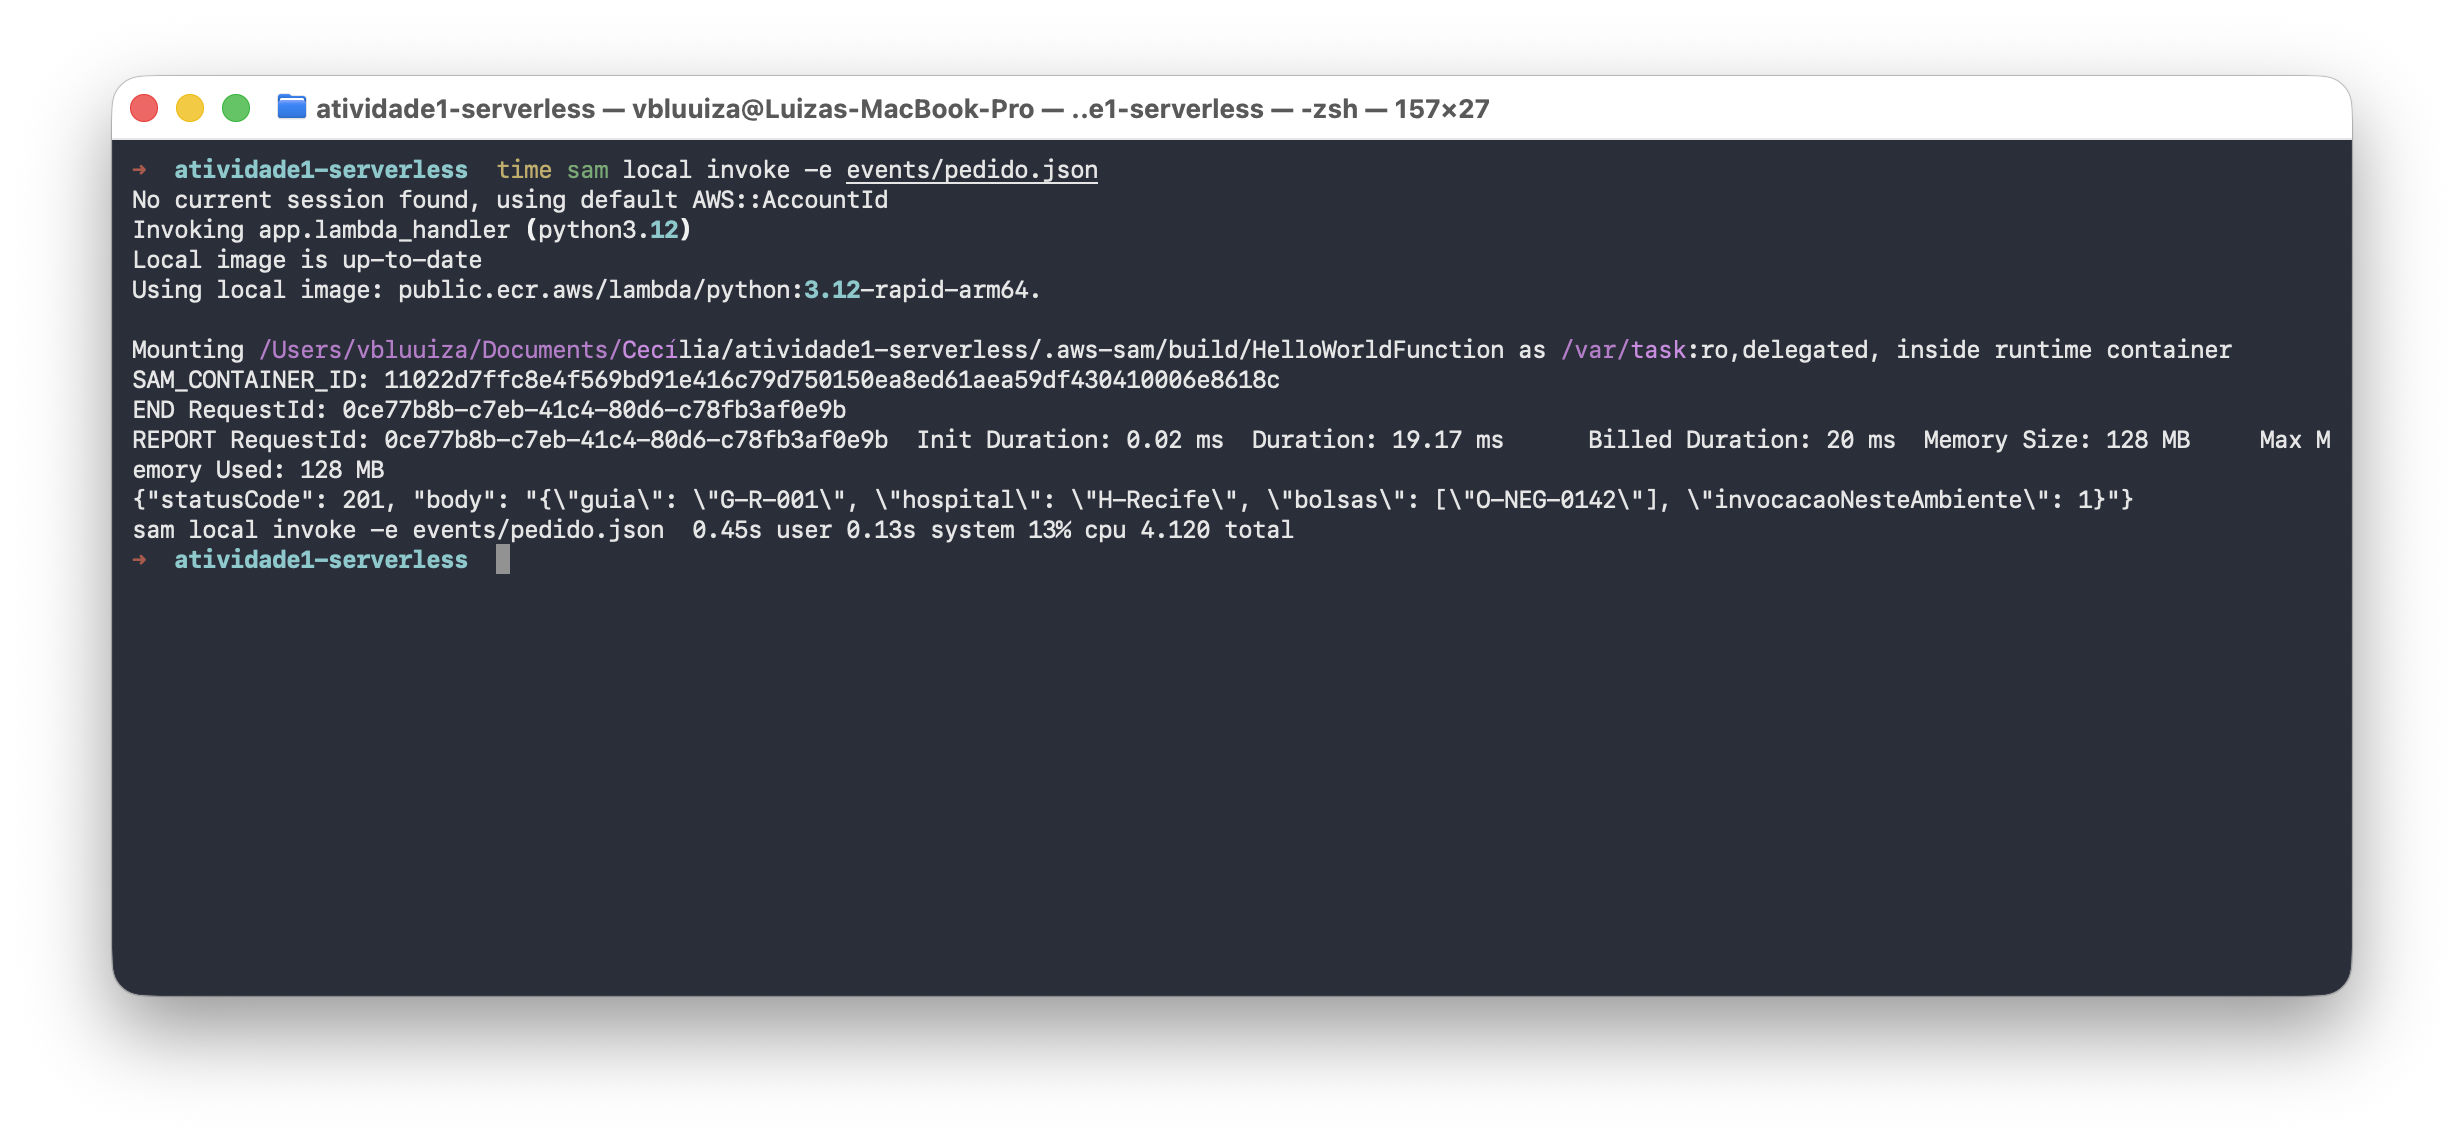 atividade1-serverless — vbluuiza@Luizas-MacBook-Pro — ..e1-serverless — -zsh — 157×27
➜  atividade1-serverless  time sam local invoke -e events/pedido.json
No current session found, using default AWS::AccountId
Invoking app.lambda_handler (python3.12)
Local image is up-to-date
Using local image: public.ecr.aws/lambda/python:3.12-rapid-arm64.
Mounting /Users/vbluuiza/Documents/Cecília/atividade1-serverless/.aws-sam/build/HelloWorldFunction as /var/task:ro,delegated, inside runtime container
SAM_CONTAINER_ID: 11022d7ffc8e4f569bd91e416c79d750150ea8ed61aea59df430410006e8618c
END RequestId: 0ce77b8b-c7eb-41c4-80d6-c78fb3af0e9b
REPORT RequestId: 0ce77b8b-c7eb-41c4-80d6-c78fb3af0e9b  Init Duration: 0.02 ms  Duration: 19.17 ms      Billed Duration: 20 ms  Memory Size: 128 MB     Max M
emory Used: 128 MB
{"statusCode": 201, "body": "{\"guia\": \"G-R-001\", \"hospital\": \"H-Recife\", \"bolsas\": [\"O-NEG-0142\"], \"invocacaoNesteAmbiente\": 1}"}
sam local invoke -e events/pedido.json  0.45s user 0.13s system 13% cpu 4.120 total
➜  atividade1-serverless